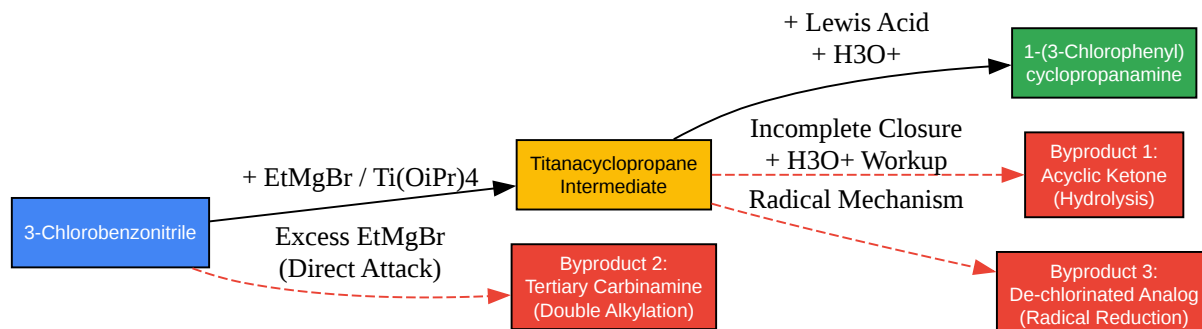 + Lewis Acid
+ H3O+
1-(3-Chlorophenyl)
cyclopropanamine
Incomplete Closure
+ H3O+ Workup
Byproduct 1:
Acyclic Ketone
(Hydrolysis)
Titanacyclopropane
Intermediate
+ EtMgBr / Ti(OiPr)4
Radical Mechanism
3-Chlorobenzonitrile
Excess EtMgBr
(Direct Attack)
Byproduct 2:
Tertiary Carbinamine
(Double Alkylation)
Byproduct 3:
De-chlorinated Analog
(Radical Reduction)